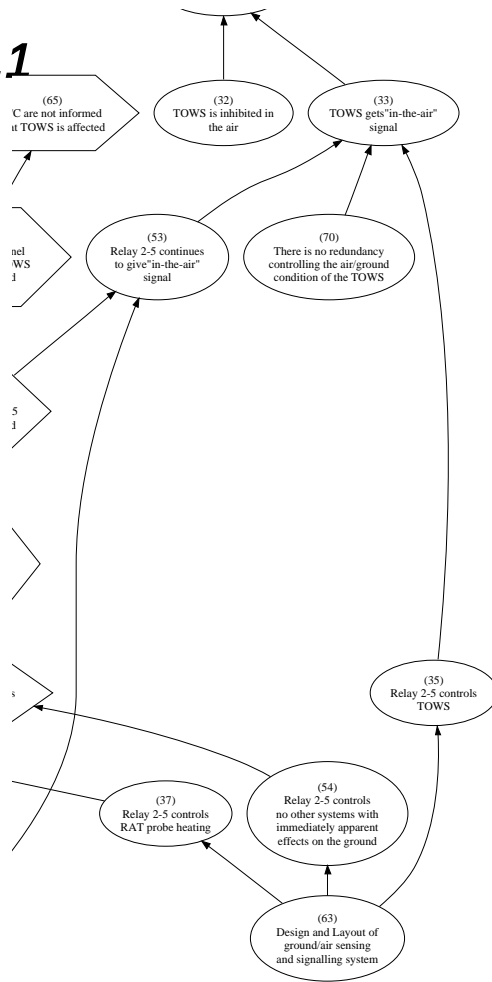 .1
(65)
C are not informed
TOWS is affected
(32)
TOWS is inhibited in
the air
(33)
TOWS gets"in-the-air"
signal
(53)
Relay 2-5 continues
to give"in-the-air"
signal
(70)
There is no redundancy
controlling the air/ground
condition of the TOWS
5
(35)
Relay 2-5 controls
TOWS
(37)
Relay 2-5 controls
RAT probe heating
(54)
Relay 2-5 controls
no other systems with
immediately apparent
effects on the ground
(63)
Design and Layout of
ground/air sensing
and signalling system